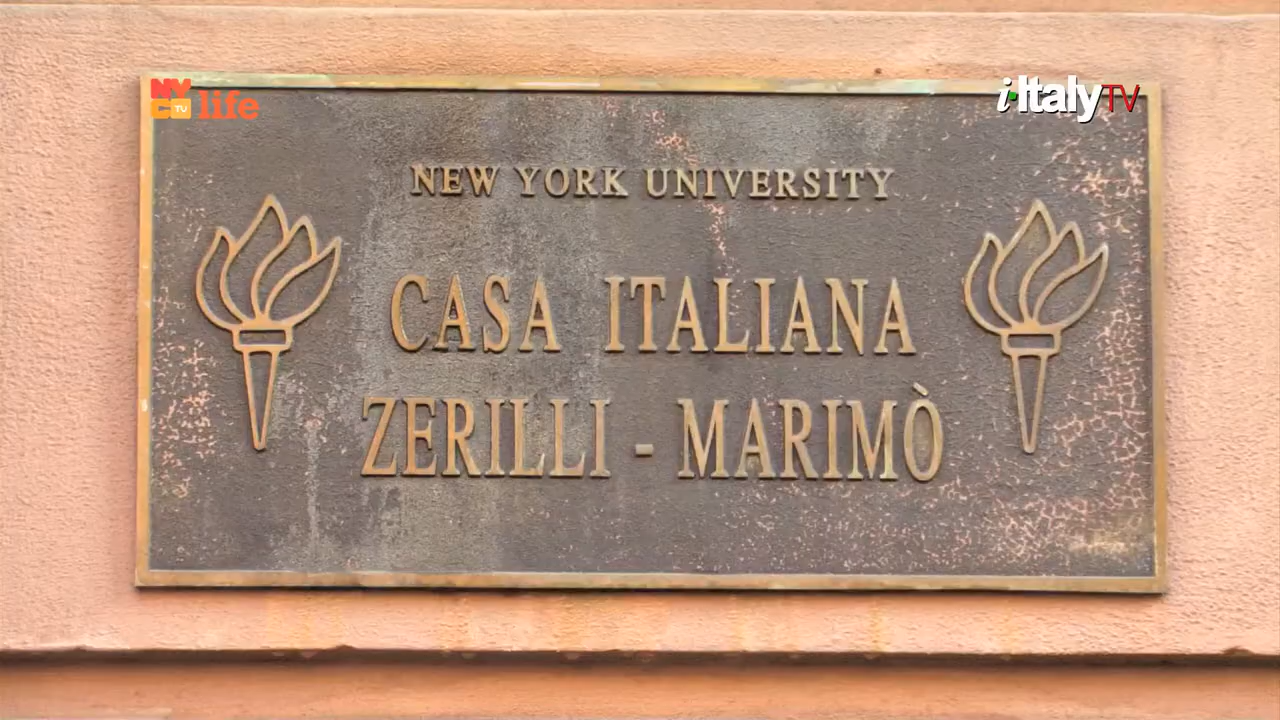 NYC TV life
i·ItalyTV
NEW YORK UNIVERSITY
CASA ITALIANA
ZERILLI - MARIMÒ